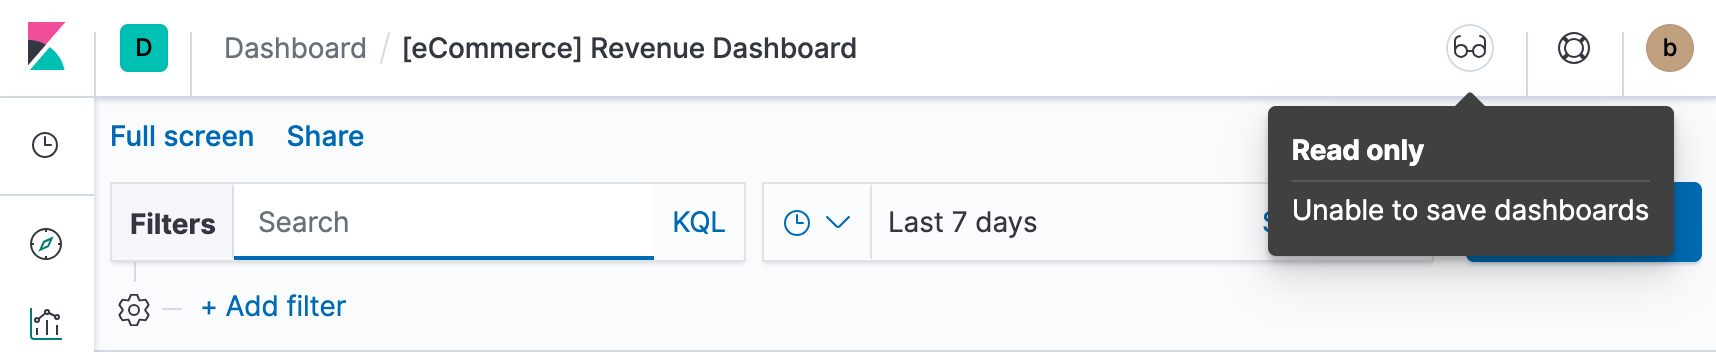 D
Dashboard / [eCommerce] Revenue Dashboard
b
Full screen Share
Read only
Unable to save dashboards
Filters Search KQL
Last 7 days
+ Add filter